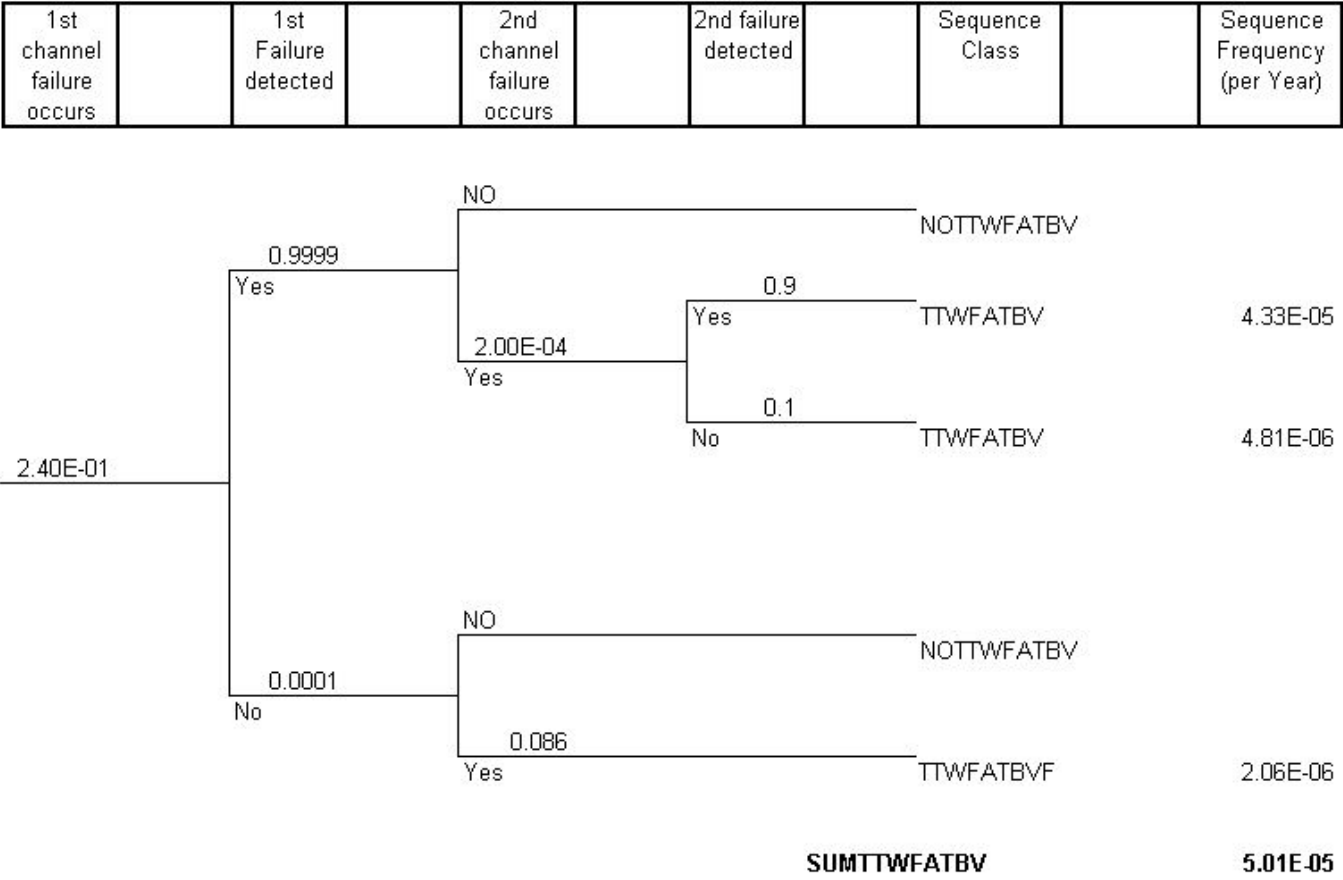 1st channel failure occurs
1st Failure detected
2nd channel failure occurs
2nd failure detected
Sequence Class
Sequence Frequency (per Year)
NO
NOTTWFATBV
0.9999
Yes
0.9
Yes
TTWFATBV
4.33E-05
2.00E-04
Yes
0.1
No
TTWFATBV
4.81E-06
2.40E-01
NO
NOTTWFATBV
0.0001
No
0.086
Yes
TTWFATBVF
2.06E-06
SUMTTWFATBV
5.01E-05